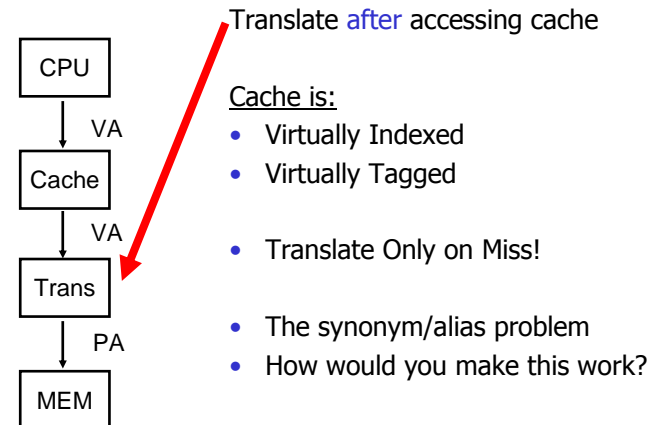 Translate after accessing cache
CPU
Cache is:
VA
• Virtually Indexed
Cache
• Virtually Tagged
VA
• Translate Only on Miss!
Trans
• The synonym/alias problem
PA
• How would you make this work?
MEM